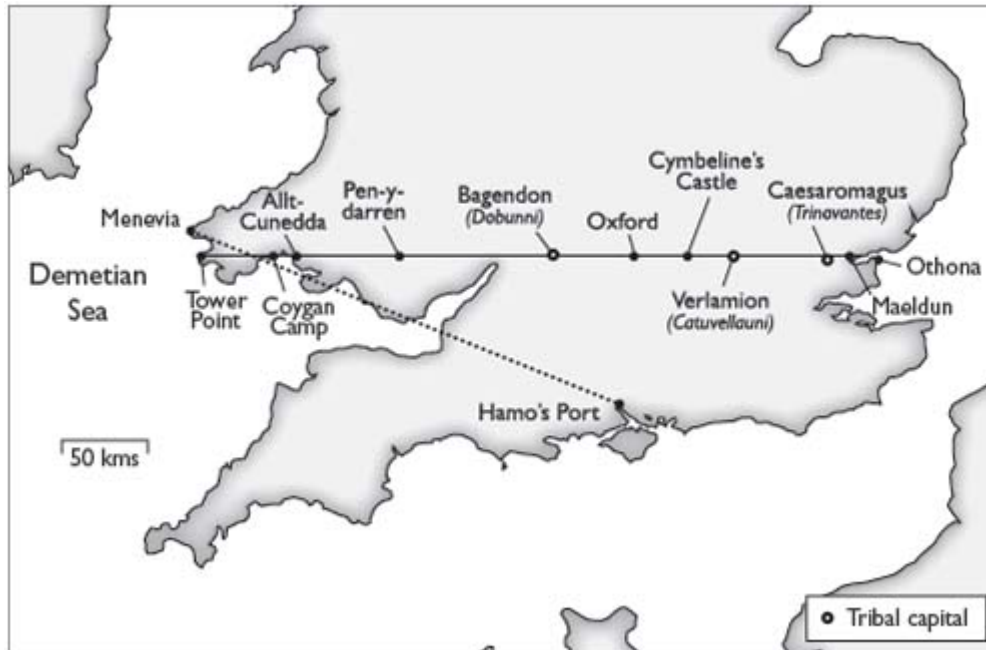 Menevia
Allt-
Cunedda
Pen-y-
darren
Bagendon
(Dobunni)
Oxford
Cymbeline's
Castle
Caesaromagus
(Trinovantes)
Othona
Maeldun
Verlamion
(Catuvellauni)
Demetian
Sea
Tower
Point
Coygan
Camp
Hamo's Port
50 kms
Tribal capital